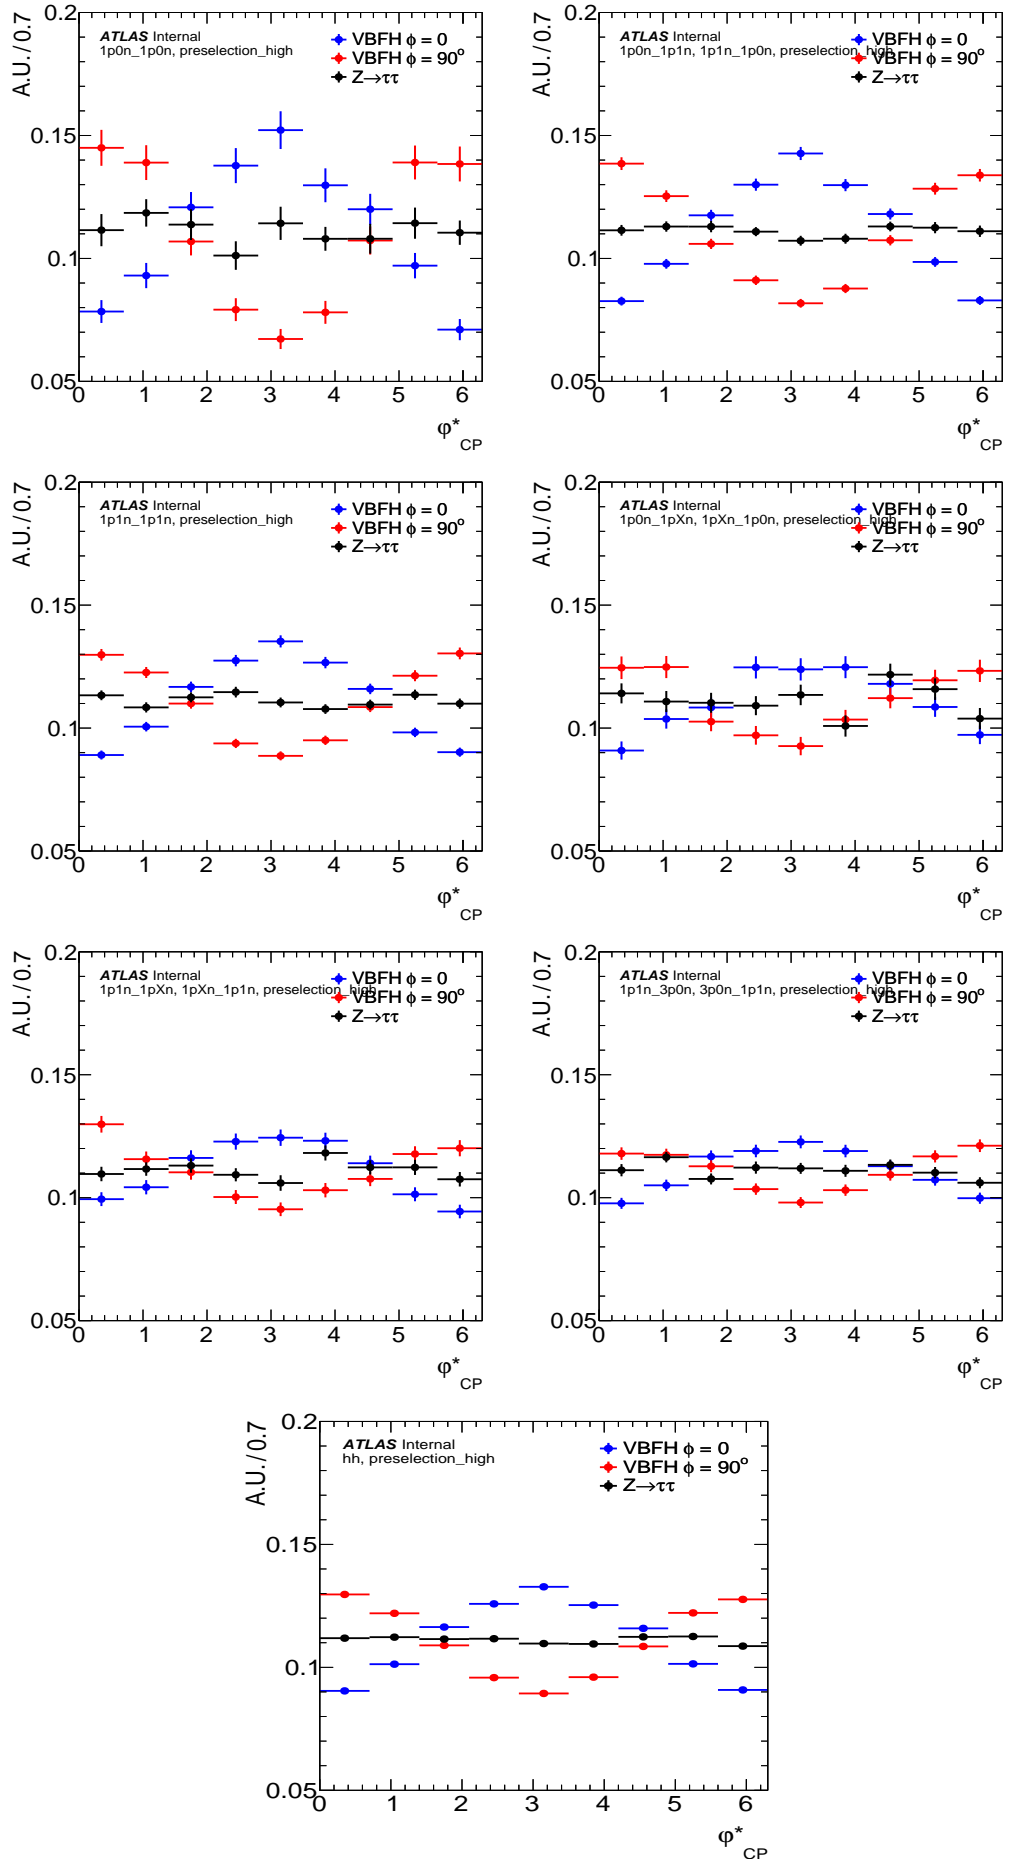 A.U. / 0.7
0.2
ATLAS Internal
1p0n_1p0n, preselection_high
VBFH ϕ = 0
VBFH ϕ = 90°
Z→ττ
0.15
0.1
0.05
0 1 2 3 4 5 6
φ*CP
A.U. / 0.7
0.2
ATLAS Internal
1p0n_1p1n, 1p1n_1p0n, preselection_high
VBFH ϕ = 0
VBFH ϕ = 90°
Z→ττ
0.15
0.1
0.05
0 1 2 3 4 5 6
φ*CP
A.U. / 0.7
0.2
ATLAS Internal
1p1n_1p1n, preselection_high
VBFH ϕ = 0
VBFH ϕ = 90°
Z→ττ
0.15
0.1
0.05
0 1 2 3 4 5 6
φ*CP
A.U. / 0.7
0.2
ATLAS Internal
1p0n_1pXn, 1pXn_1p0n, preselection_high
VBFH ϕ = 0
VBFH ϕ = 90°
Z→ττ
0.15
0.1
0.05
0 1 2 3 4 5 6
φ*CP
A.U. / 0.7
0.2
ATLAS Internal
1p1n_1pXn, 1pXn_1p1n, preselection_high
VBFH ϕ = 0
VBFH ϕ = 90°
Z→ττ
0.15
0.1
0.05
0 1 2 3 4 5 6
φ*CP
A.U. / 0.7
0.2
ATLAS Internal
1p1n_3p0n, 3p0n_1p1n, preselection_high
VBFH ϕ = 0
VBFH ϕ = 90°
Z→ττ
0.15
0.1
0.05
0 1 2 3 4 5 6
φ*CP
A.U. / 0.7
0.2
ATLAS Internal
hh, preselection_high
VBFH ϕ = 0
VBFH ϕ = 90°
Z→ττ
0.15
0.1
0.05
0 1 2 3 4 5 6
φ*CP